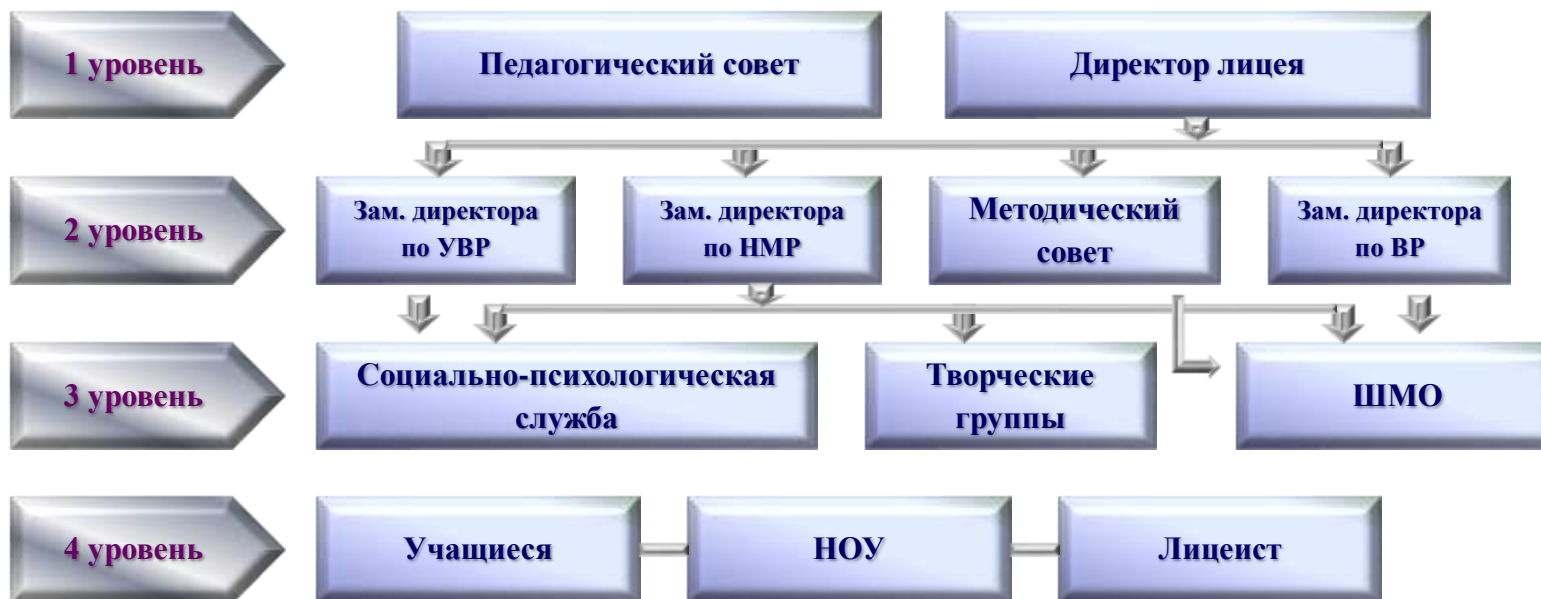 1 уровень
Педагогический совет
Директор лицея
2 уровень
Зам. директора
по УВР
Зам. директора
по НМР
Методический
совет
Зам. директора
по ВР
3 уровень
Социально-психологическая
служба
Творческие
группы
ШМО
4 уровень
Учащиеся
НОУ
Лицеист